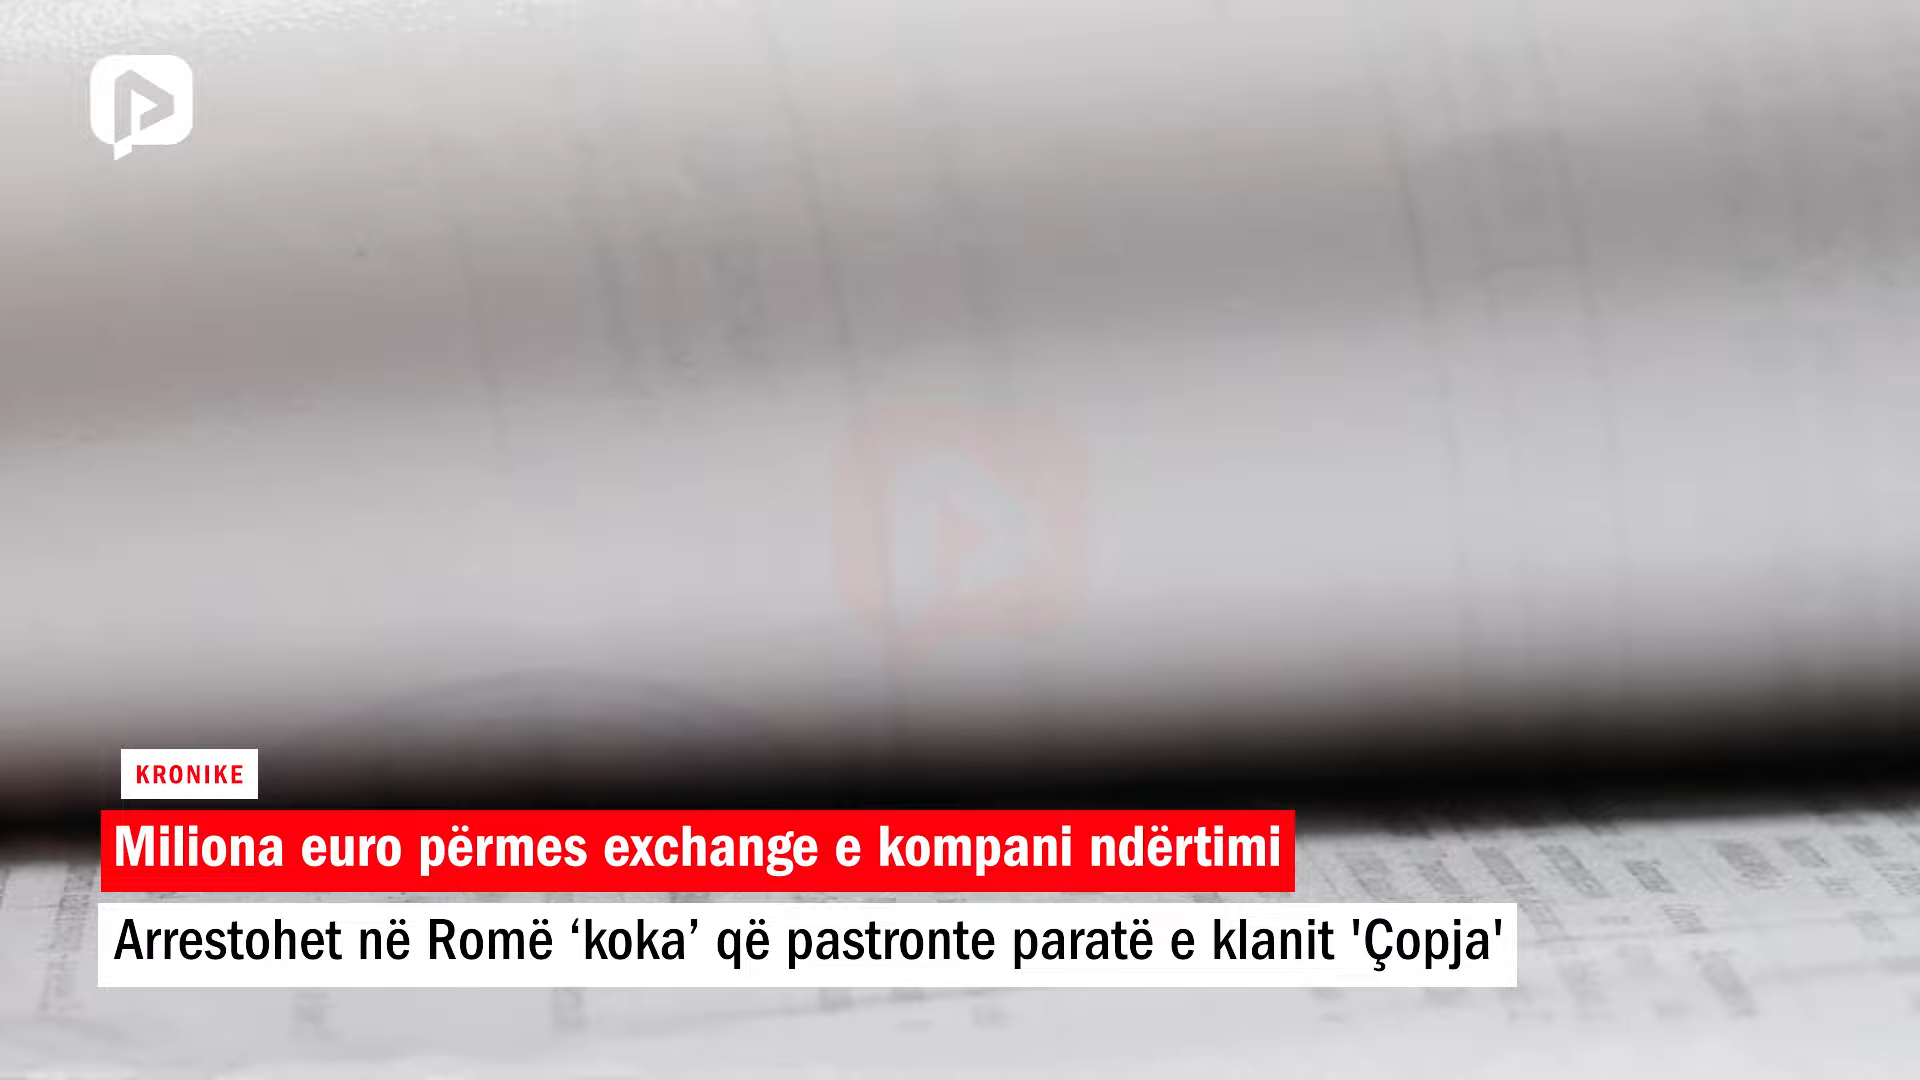 KRONIKE
Miliona euro përmes exchange e kompani ndërtimi
Arrestohet në Romë ‘koka’ që pastronte paratë e klanit 'Çopja'